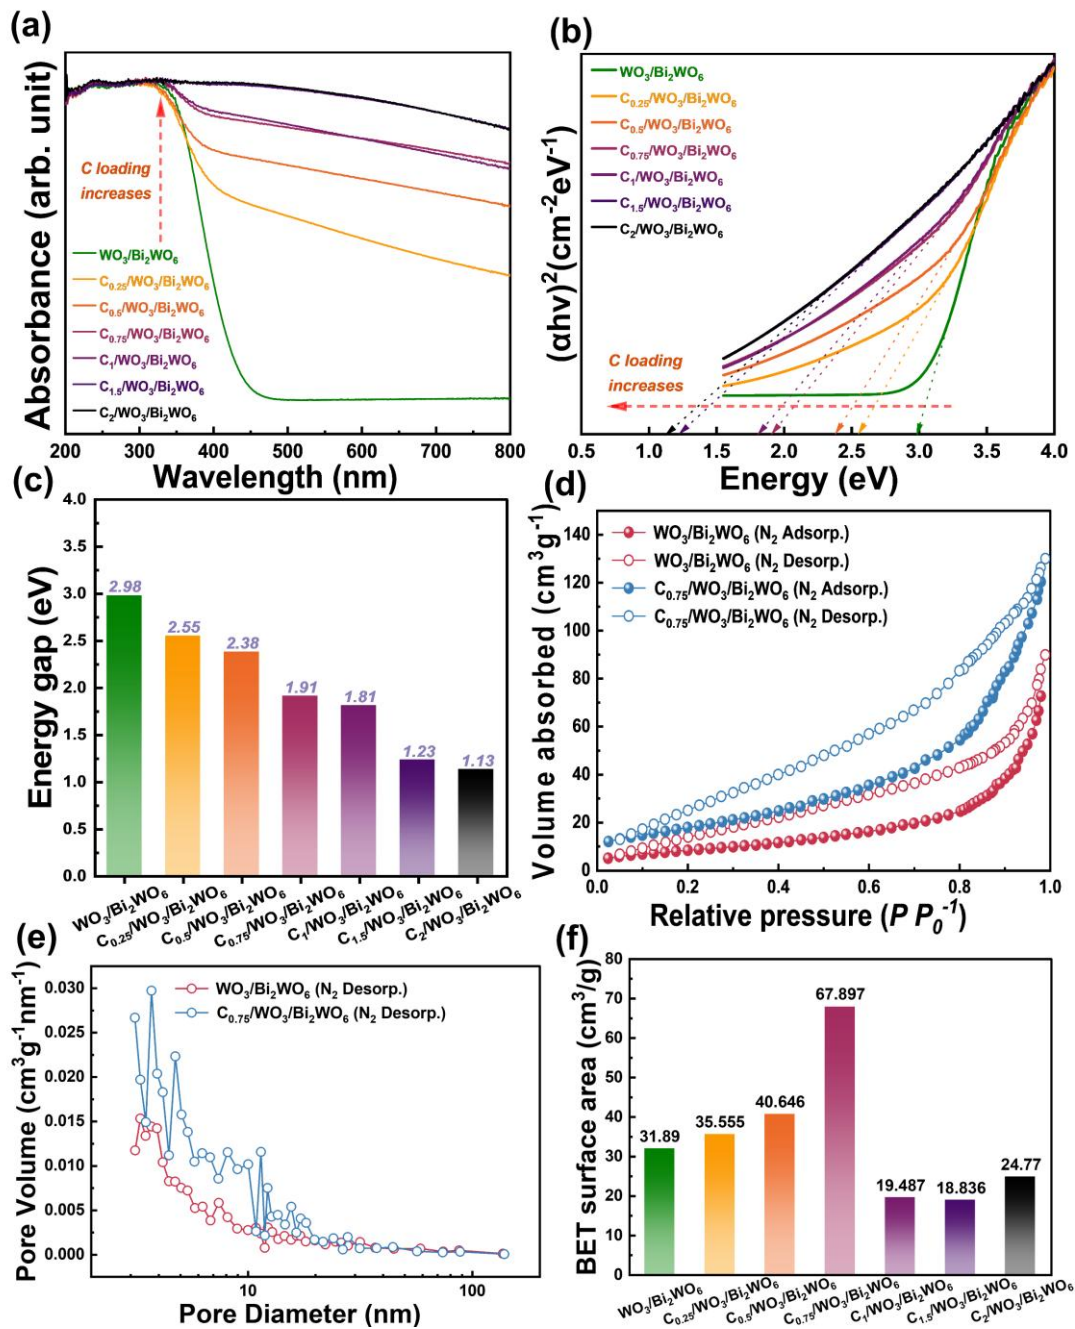 (a)
Absorbance (arb. unit)
C loading
increases
WO₃/Bi₂WO₆
C₀.₂₅/WO₃/Bi₂WO₆
C₀.₅/WO₃/Bi₂WO₆
C₀.₇₅/WO₃/Bi₂WO₆
C₁/WO₃/Bi₂WO₆
C₁.₅/WO₃/Bi₂WO₆
C₂/WO₃/Bi₂WO₆
200 300 400 500 600 700 800
Wavelength (nm)
(b)
(αhv)²(cm⁻²eV⁻¹)
WO₃/Bi₂WO₆
C₀.₂₅/WO₃/Bi₂WO₆
C₀.₅/WO₃/Bi₂WO₆
C₀.₇₅/WO₃/Bi₂WO₆
C₁/WO₃/Bi₂WO₆
C₁.₅/WO₃/Bi₂WO₆
C₂/WO₃/Bi₂WO₆
C loading
increases
0.5 1.0 1.5 2.0 2.5 3.0 3.5 4.0
Energy (eV)
(c)
Energy gap (eV)
4.0
3.5
3.0
2.5
2.0
1.5
1.0
0.5
0.0
2.98
2.55
2.38
1.91
1.81
1.23
1.13
WO₃/Bi₂WO₆
C₀.₂₅/WO₃/Bi₂WO₆
C₀.₅/WO₃/Bi₂WO₆
C₀.₇₅/WO₃/Bi₂WO₆
C₁/WO₃/Bi₂WO₆
C₁.₅/WO₃/Bi₂WO₆
C₂/WO₃/Bi₂WO₆
(d)
Volume absorbed (cm³g⁻¹)
140
120
100
80
60
40
20
0
WO₃/Bi₂WO₆ (N₂ Adsorp.)
WO₃/Bi₂WO₆ (N₂ Desorp.)
C₀.₇₅/WO₃/Bi₂WO₆ (N₂ Adsorp.)
C₀.₇₅/WO₃/Bi₂WO₆ (N₂ Desorp.)
0.0 0.2 0.4 0.6 0.8 1.0
Relative pressure (P P₀⁻¹)
(e)
Pore Volume (cm³g⁻¹nm⁻¹)
0.030
0.025
0.020
0.015
0.010
0.005
0.000
WO₃/Bi₂WO₆ (N₂ Desorp.)
C₀.₇₅/WO₃/Bi₂WO₆ (N₂ Desorp.)
10 100
Pore Diameter (nm)
(f)
BET surface area (cm³/g)
80
70
60
50
40
30
20
10
0
31.89
35.555
40.646
67.897
19.487
18.836
24.77
WO₃/Bi₂WO₆
C₀.₂₅/WO₃/Bi₂WO₆
C₀.₅/WO₃/Bi₂WO₆
C₀.₇₅/WO₃/Bi₂WO₆
C₁/WO₃/Bi₂WO₆
C₁.₅/WO₃/Bi₂WO₆
C₂/WO₃/Bi₂WO₆